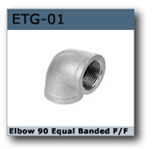 ETG-01
Elbow 90 Equal Banded F/F